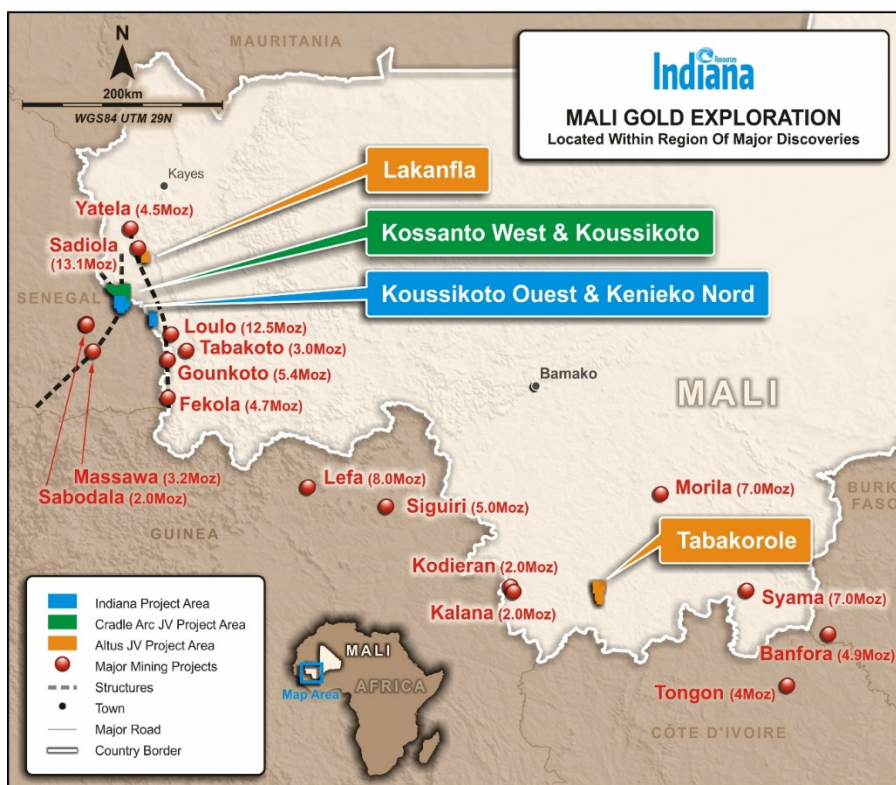 MAURITANIA
N
200km
WGS84 UTM 29N
Indiana
Resources
MALI GOLD EXPLORATION
Located Within Region Of Major Discoveries
Kayes
Lakanfla
Yatela (4.5Moz)
Kossanto West & Koussikoto
Sadiola
(13.1Moz)
Koussikoto Ouest & Kenieko Nord
SENEGAL
Loulo (12.5Moz)
Tabakoto (3.0Moz)
Gounkoto (5.4Moz)
Fekola (4.7Moz)
Bamako
MALI
Massawa (3.2Moz)
Sabodala (2.0Moz)
Lefa (8.0Moz)
Siguiri (5.0Moz)
Morila (7.0Moz)
BURK
FASO
GUINEA
Tabakorole
Kodieran (2.0Moz)
Kalana (2.0Moz)
Syama (7.0Moz)
Banfora (4.9Moz)
Tongon (4Moz)
CÔTE D'IVOIRE
Indiana Project Area
Cradle Arc JV Project Area
Altus JV Project Area
Major Mining Projects
Structures
Town
Major Road
Country Border
MALI
AFRICA
Map Area